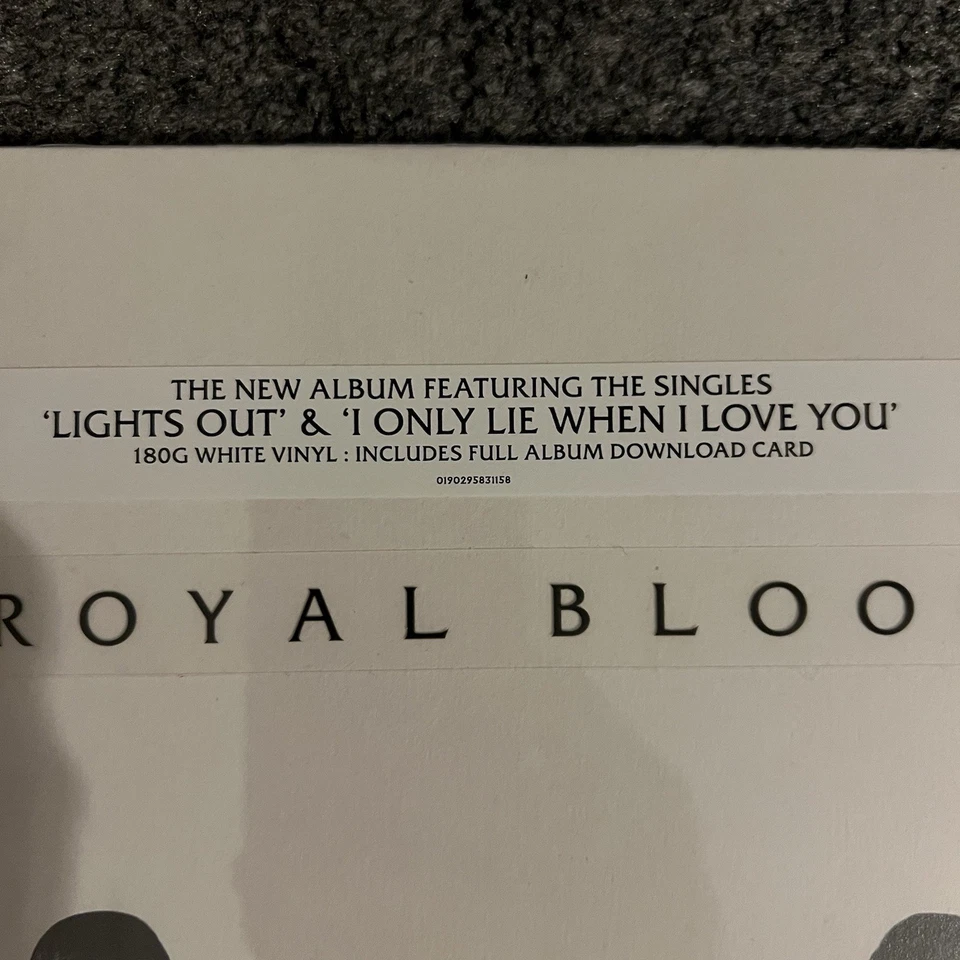 THE NEW ALBUM FEATURING THE SINGLES
‘LIGHTS OUT’ & ‘I ONLY LIE WHEN I LOVE YOU’
180G WHITE VINYL : INCLUDES FULL ALBUM DOWNLOAD CARD
0190295831158
ROYAL BLOO